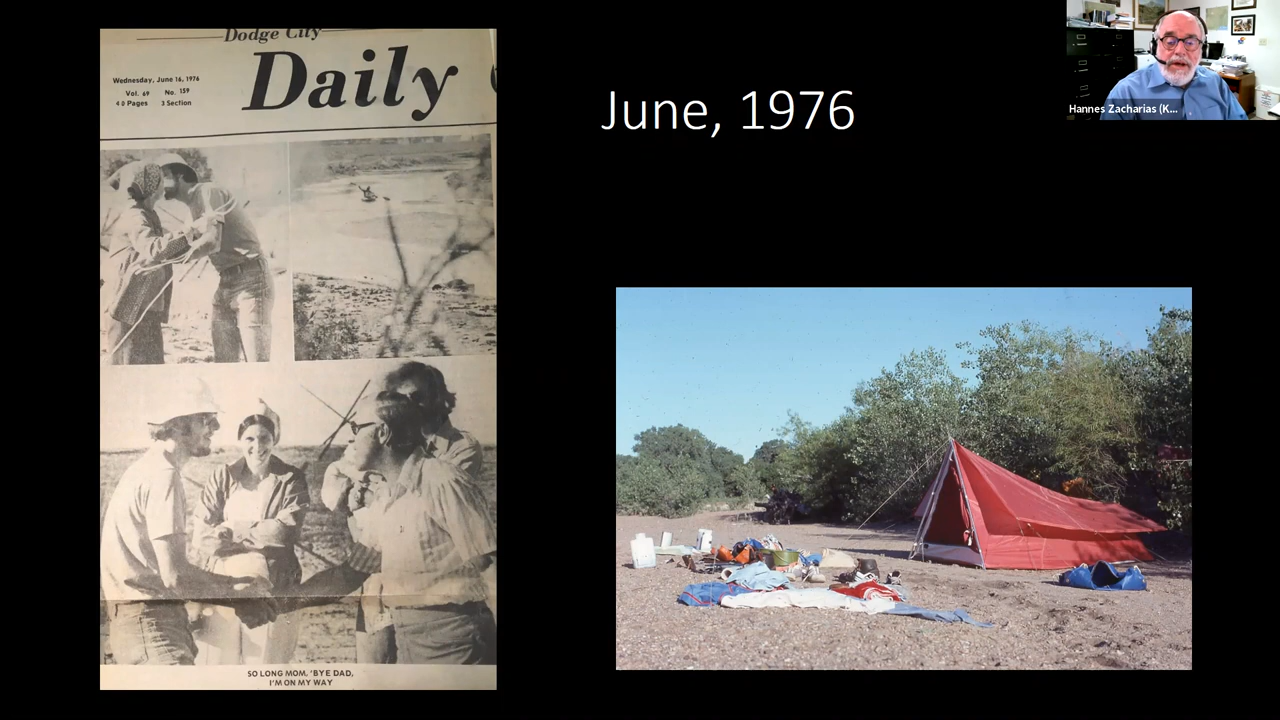 Dodge City
Daily
Wednesday, June 16, 1976
Vol. 69 No. 159
40 Pages 3 Section
June, 1976
Hannes Zacharias (K...
SO LONG MOM, 'BYE DAD,
I'M ON MY WAY